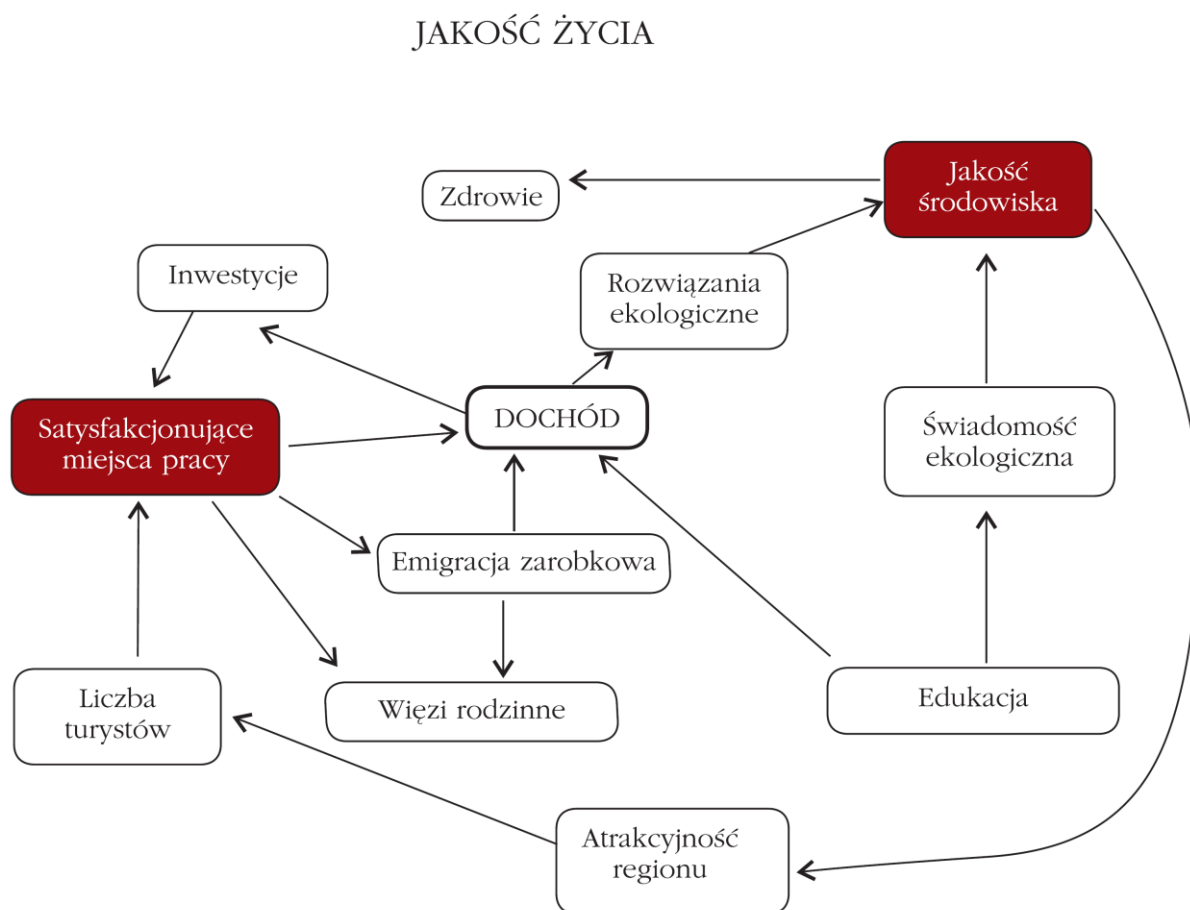 JAKOŚĆ ŻYCIA
Jakość
środowiska
Zdrowie
Inwestycje
Rozwiązania
ekologiczne
DOCHÓD
Satysfakcjonujące
miejsca pracy
Świadomość
ekologiczna
Emigracja zarobkowa
Liczba
turystów
Więzi rodzinne
Edukacja
Atrakcyjność
regionu